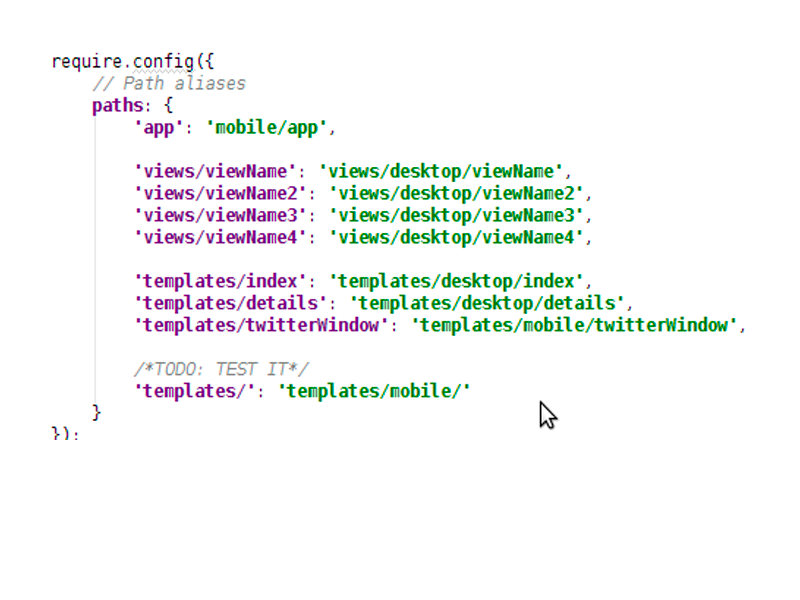 require.config({
// Path aliases
paths: {
'app': 'mobile/app',
'views/viewName': 'views/desktop/viewName',
'views/viewName2': 'views/desktop/viewName2',
'views/viewName3': 'views/desktop/viewName3',
'views/viewName4': 'views/desktop/viewName4',
'templates/index': 'templates/desktop/index',
'templates/details': 'templates/desktop/details',
'templates/twitterWindow': 'templates/mobile/twitterWindow',
/*TODO: TEST IT*/
'templates/': 'templates/mobile/'
}
});